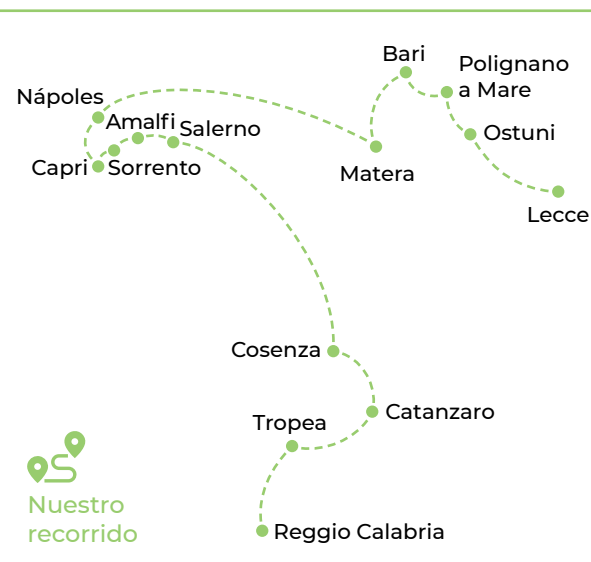 Bari
Polignano
a Mare
Nápoles
Amalfi
Salerno
Ostuni
Capri
Sorrento
Matera
Lecce
Cosenza
Catanzaro
Tropea
Nuestro
recorrido
Reggio Calabria